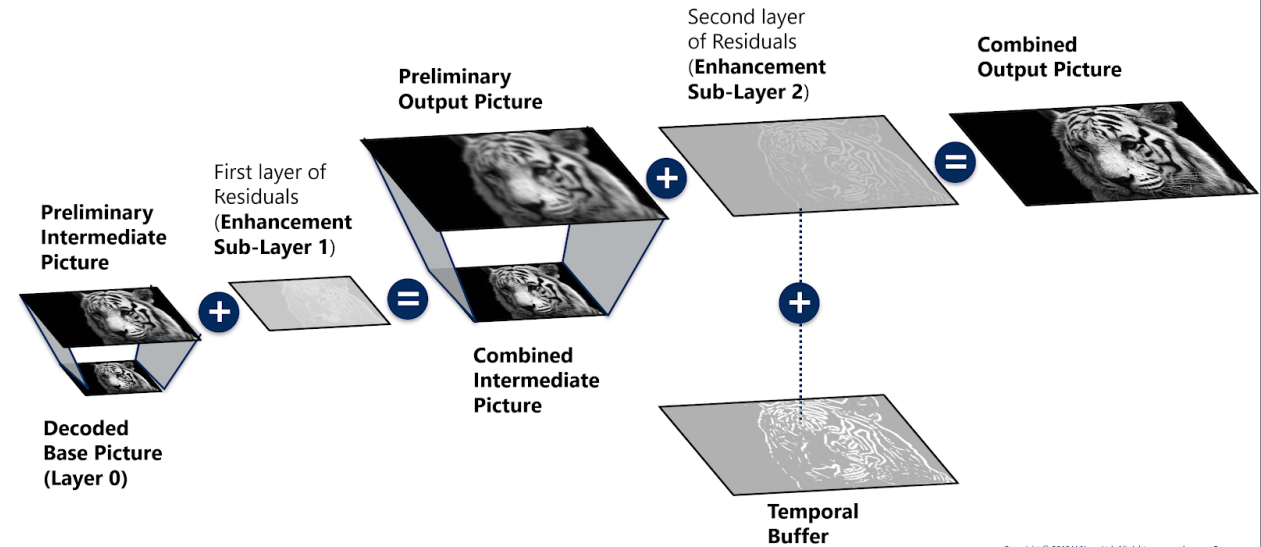 Second layer
of Residuals
(Enhancement
Sub-Layer 2)
Combined
Output Picture
Preliminary
Output Picture
First layer of
Residuals
(Enhancement
Sub-Layer 1)
Preliminary
Intermediate
Picture
+
=
+
=
+
Combined
Intermediate
Picture
Decoded
Base Picture
(Layer 0)
Temporal
Buffer